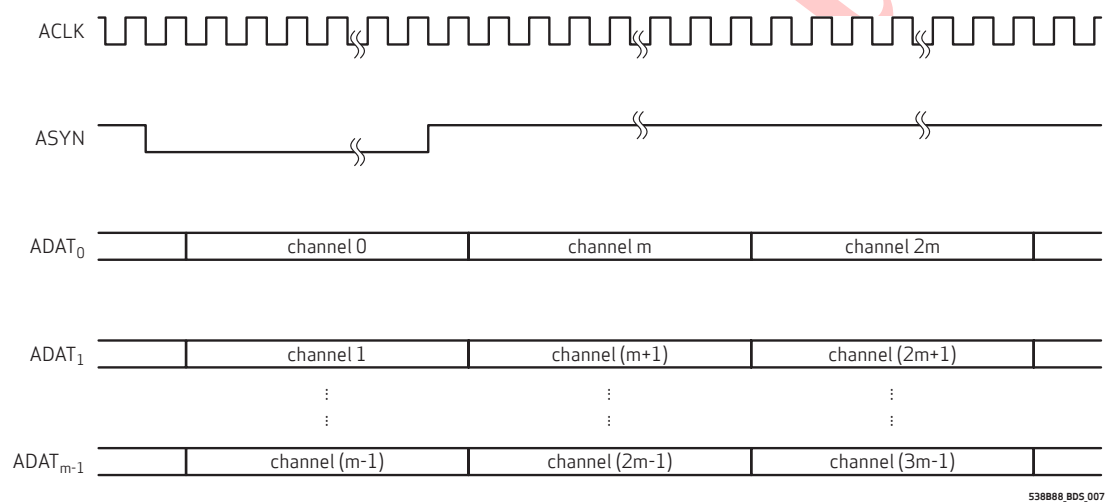 ACLK
ASYN
ADAT0 channel 0 channel m channel 2m
ADAT1 channel 1 channel (m+1) channel (2m+1)
⋮ ⋮ ⋮
⋮ ⋮ ⋮
ADATm-1 channel (m-1) channel (2m-1) channel (3m-1)
538B88_BDS_007